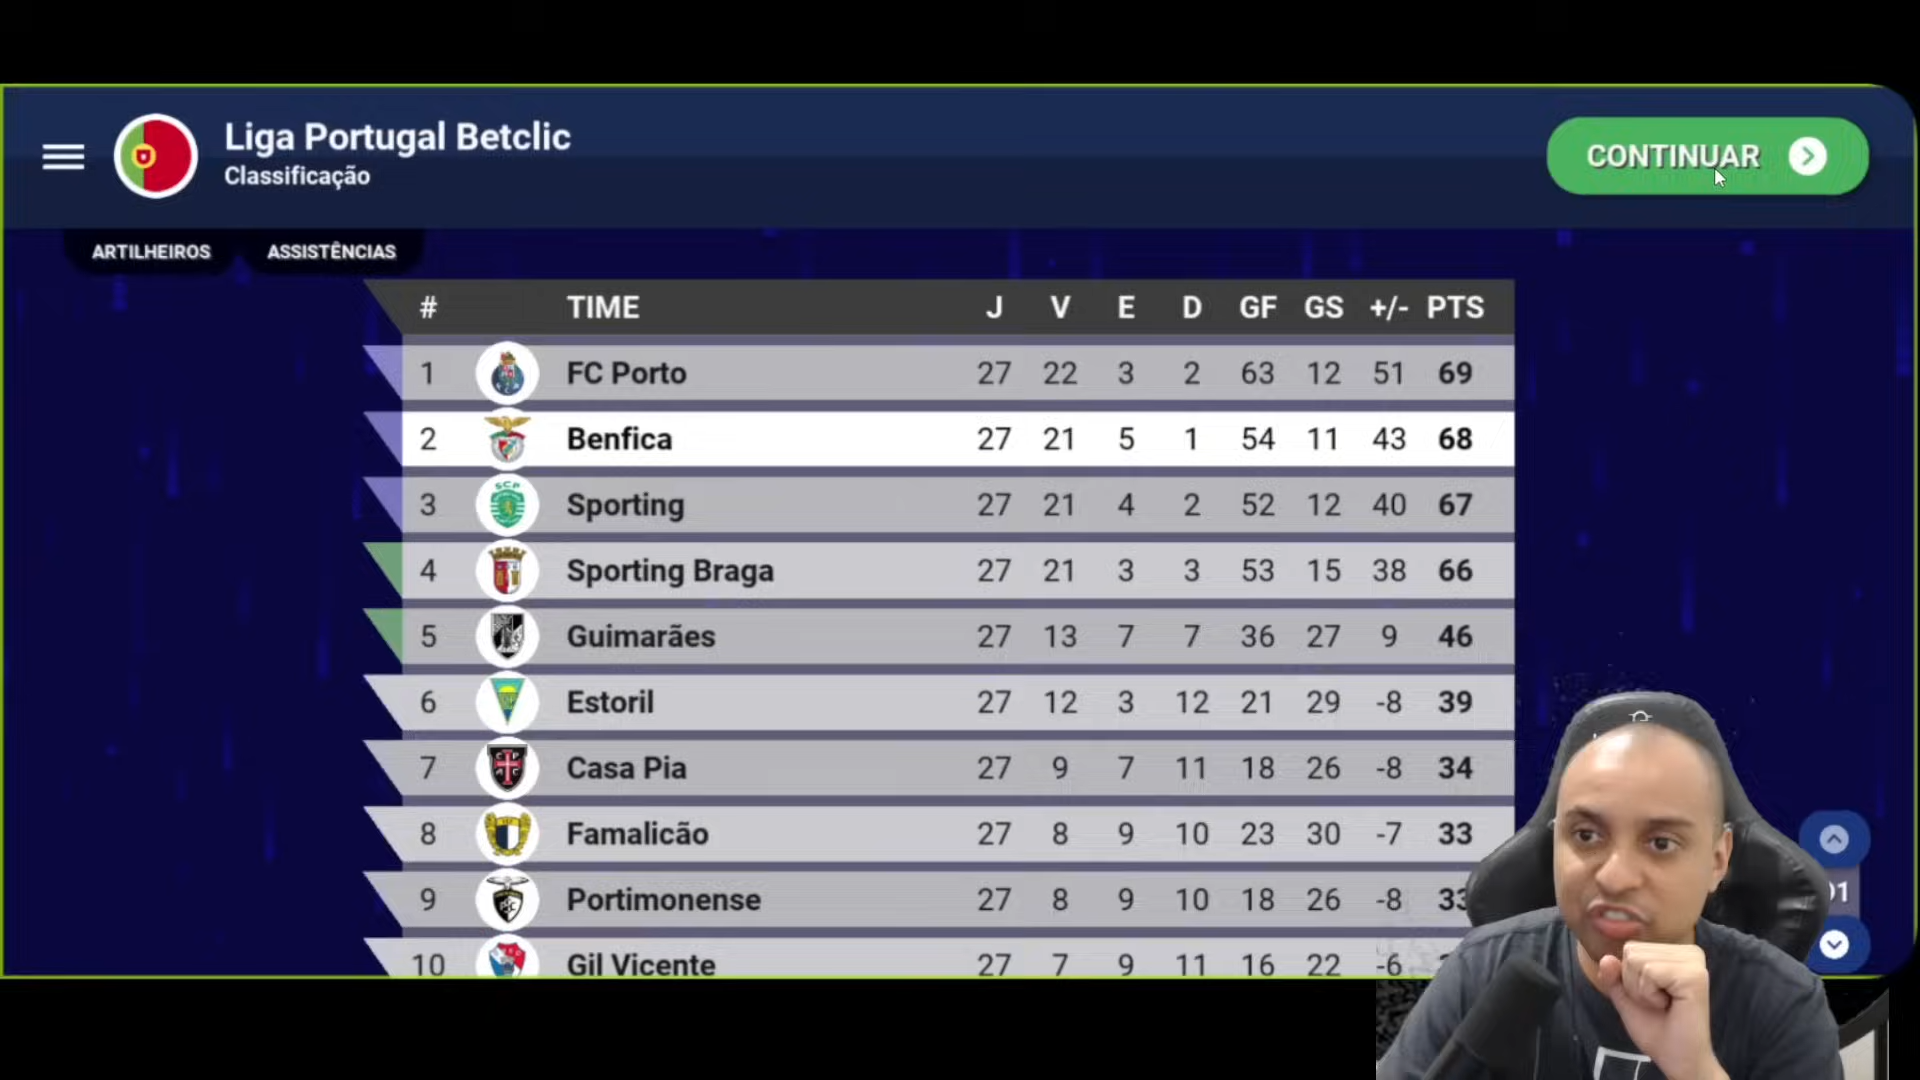 Liga Portugal Betclic
Classificação
CONTINUAR
ARTILHEIROS ASSISTÊNCIAS
# TIME J V E D GF GS +/- PTS
1 FC Porto 27 22 3 2 63 12 51 69
2 Benfica 27 21 5 1 54 11 43 68
3 Sporting 27 21 4 2 52 12 40 67
4 Sporting Braga 27 21 3 3 53 15 38 66
5 Guimarães 27 13 7 7 36 27 9 46
6 Estoril 27 12 3 12 21 29 -8 39
7 Casa Pia 27 9 7 11 18 26 -8 34
8 Famalicão 27 8 9 10 23 30 -7 33
9 Portimonense 27 8 9 10 18 26 -8 33
10 Gil Vicente 27 7 9 11 16 22 -6